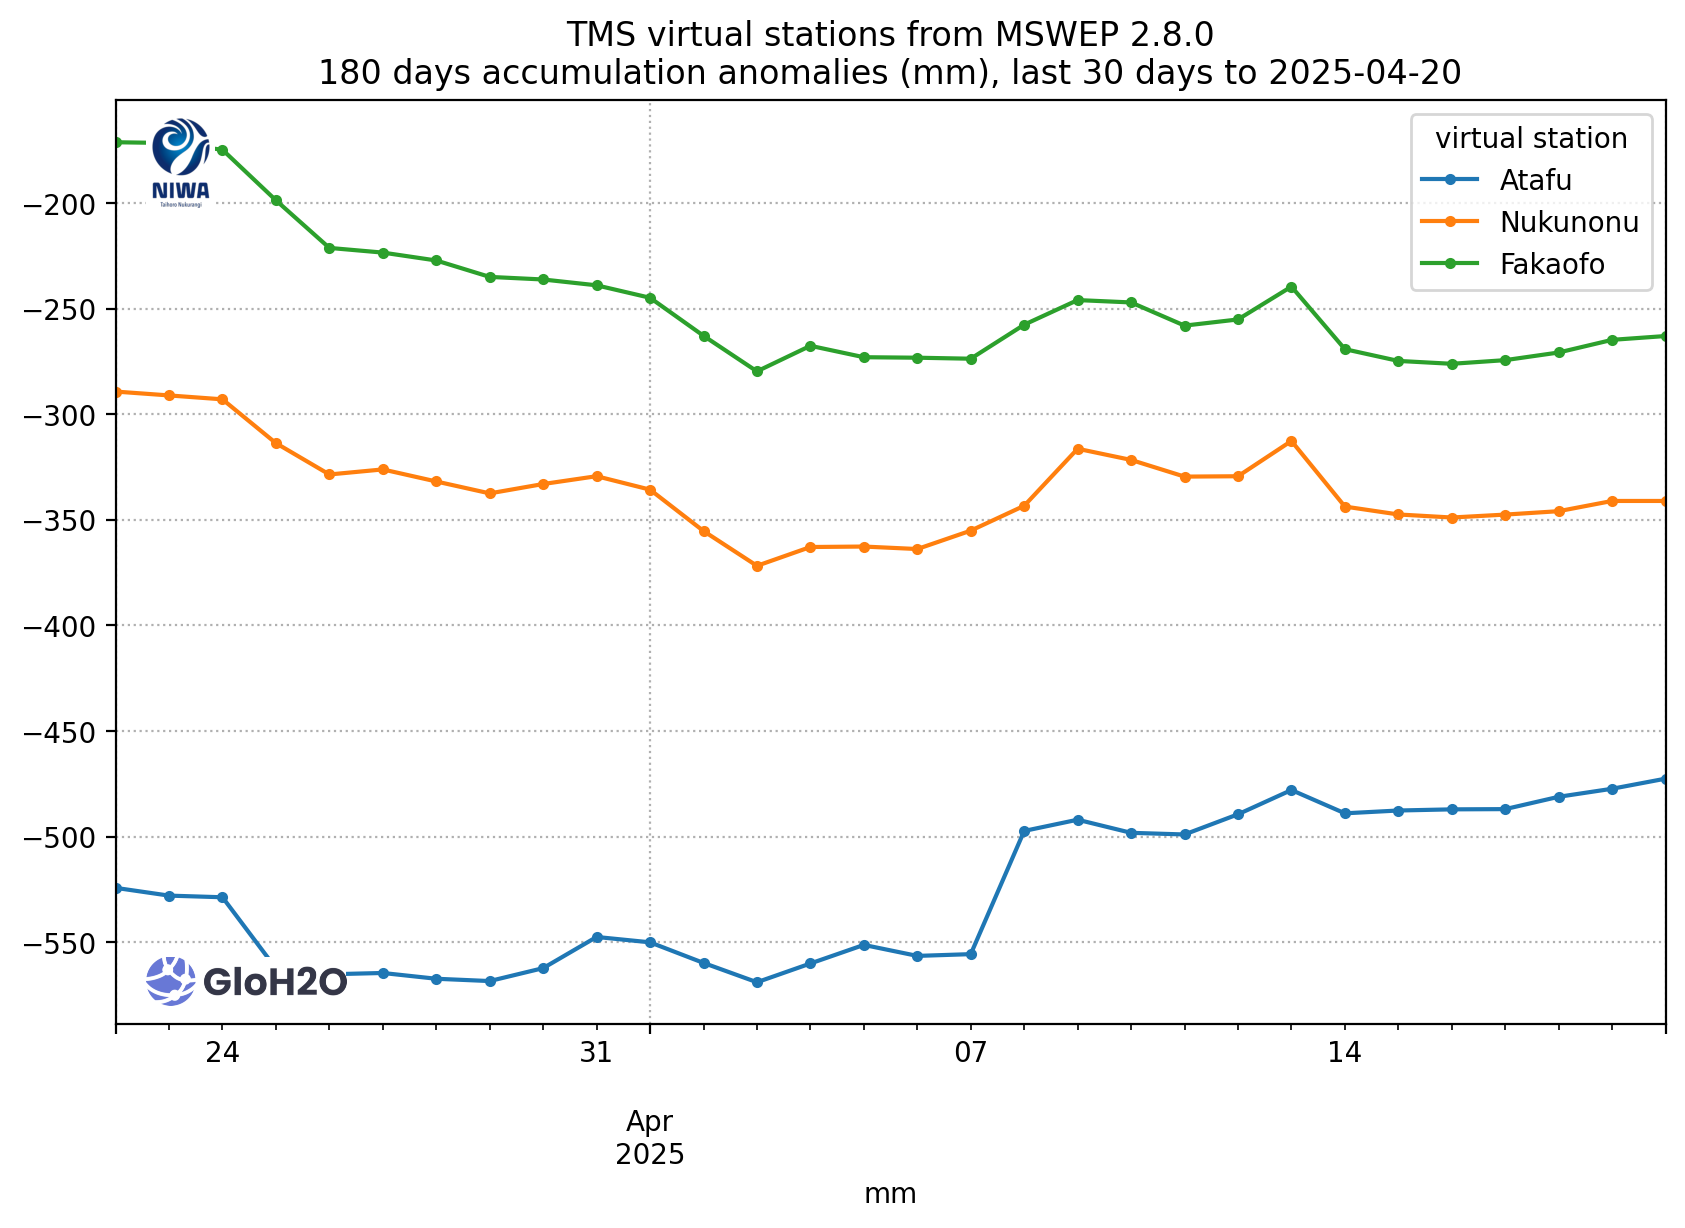 TMS virtual stations from MSWEP 2.8.0
180 days accumulation anomalies (mm), last 30 days to 2025-04-20
NIWA
Taihoro Nukurangi
virtual station
Atafu
Nukunonu
Fakaofo
−200
−250
−300
−350
−400
−450
−500
−550
GloH2O
24
31
07
14
Apr
2025
mm